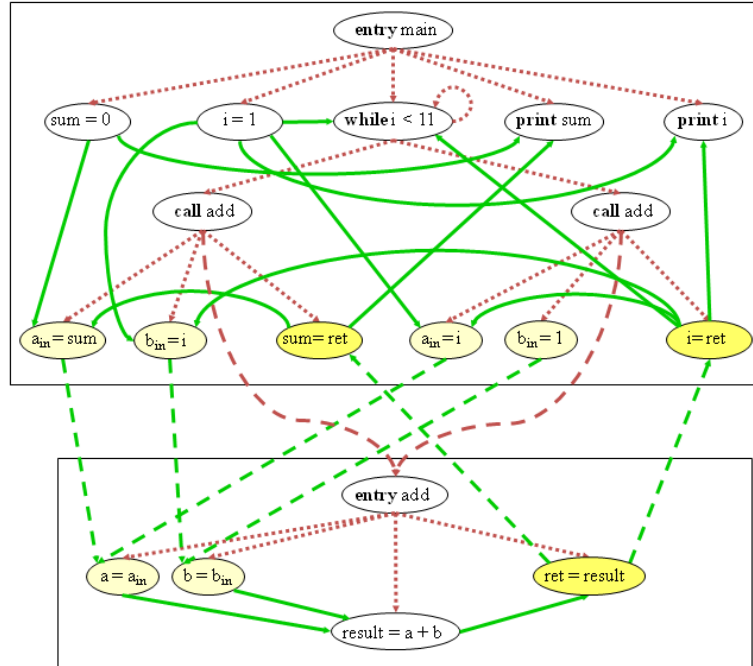 entry main
sum = 0
i = 1
while i < 11
print sum
print i
call add
call add
ain = sum
bin = i
sum= ret
ain = i
bin = 1
i= ret
entry add
a = ain
b = bin
ret = result
result = a + b